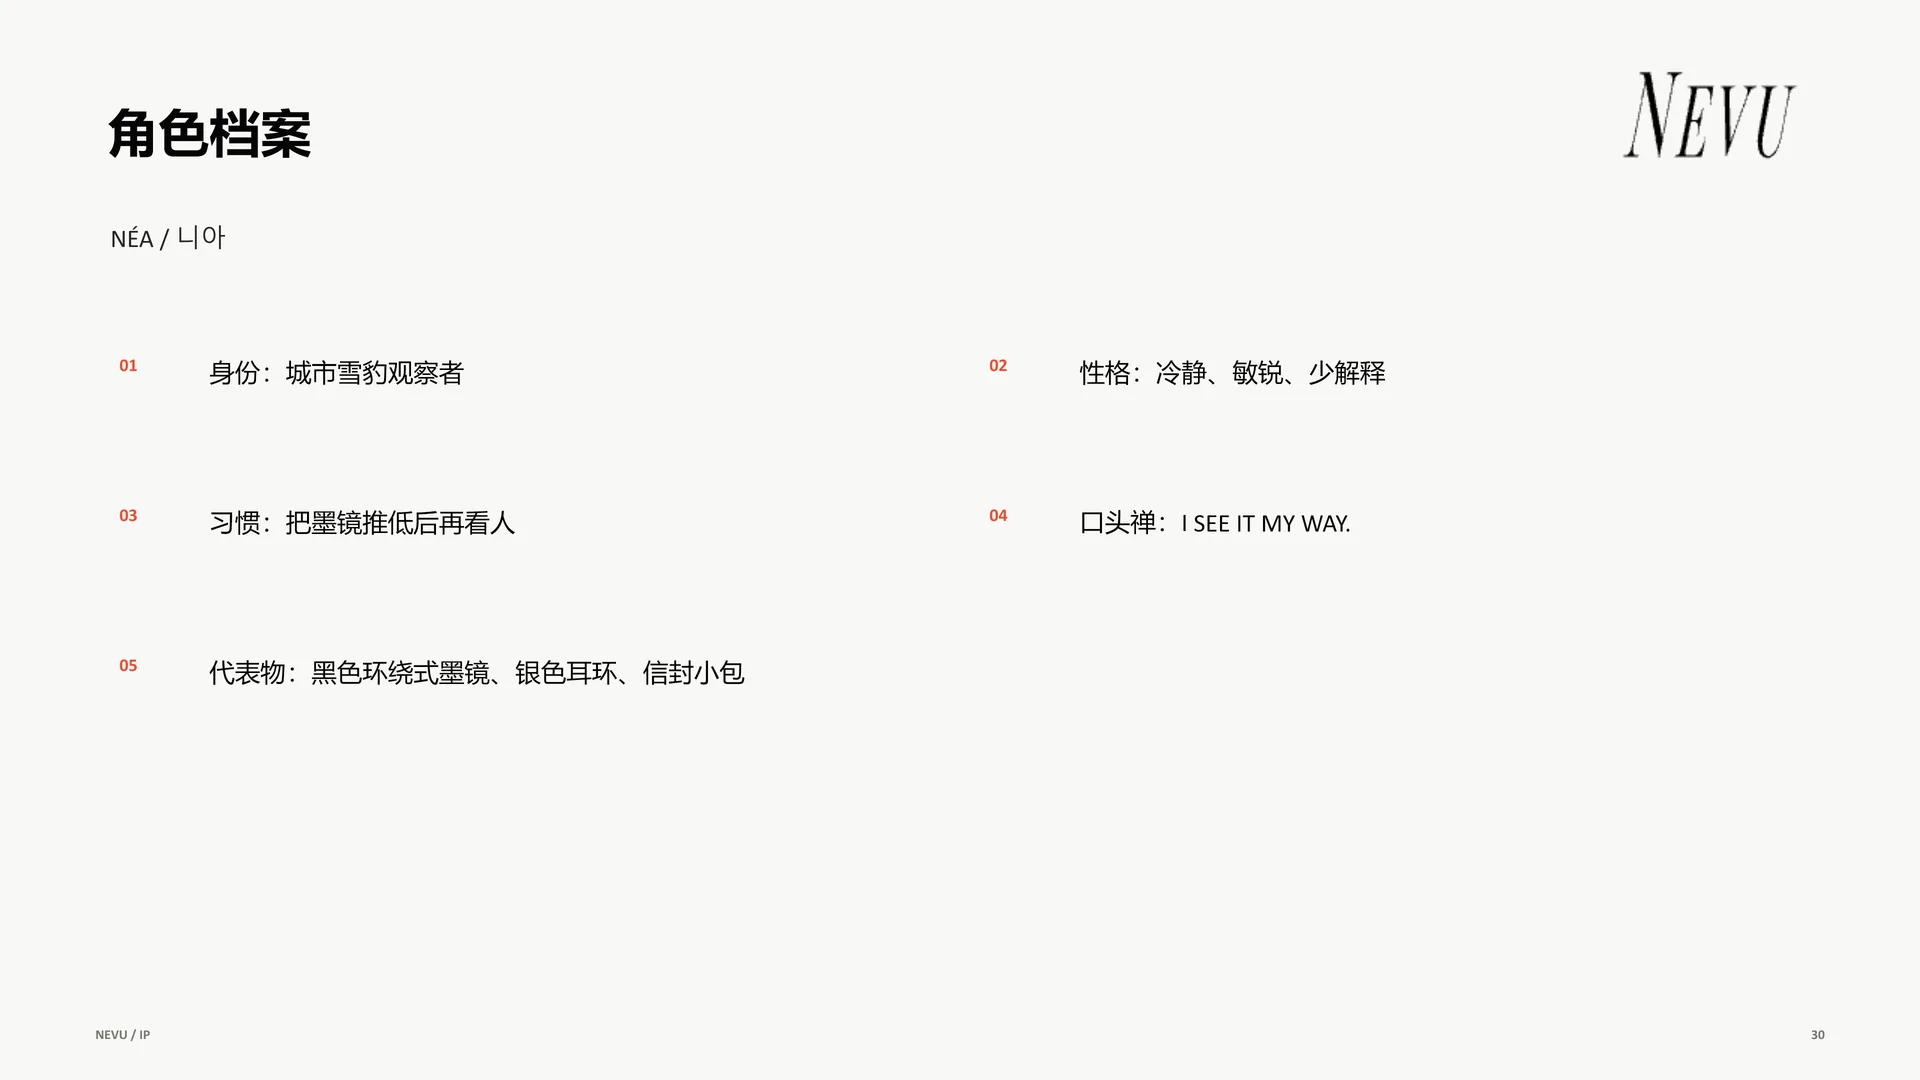 角色档案
NEVU
NÉA / 니아
01 身份：城市雪豹观察者
02 性格：冷静、敏锐、少解释
03 习惯：把墨镜推低后再看人
04 口头禅：I SEE IT MY WAY.
05 代表物：黑色环绕式墨镜、银色耳环、信封小包
NEVU / IP
30